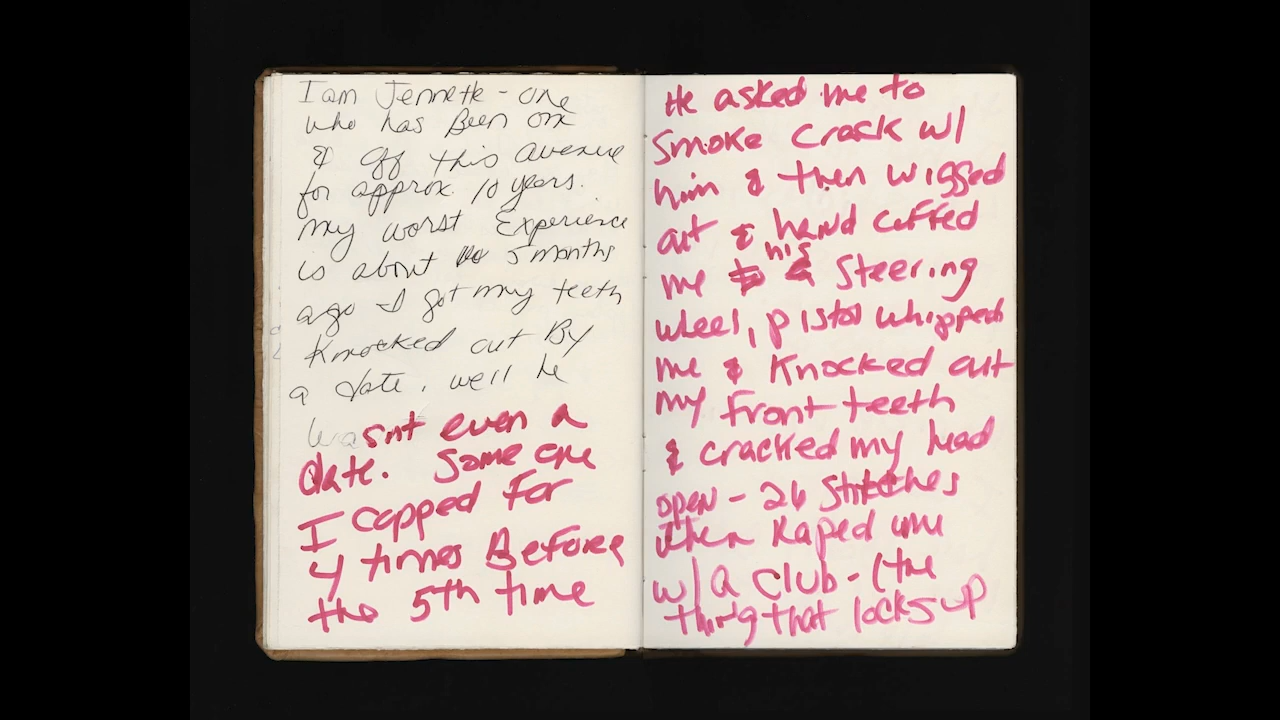 I am Jennette - one
who has Been on
& off this avenue
for approx. 10 years.
my worst Experience
is about 5 months
ago I got my teeth
Knocked out By
a date. well he
wasnt even a
date. Some one
I copped For
4 times Before
the 5th time
He asked me to
Smoke Crack w/
him & then wigged
out & hand cuffed
me to his Steering
wheel, pistol whipped
me & Knocked out
my Front teeth
& cracked my head
open - 26 Stitches
then Raped me
w/ a Club - (the
thing that locks up